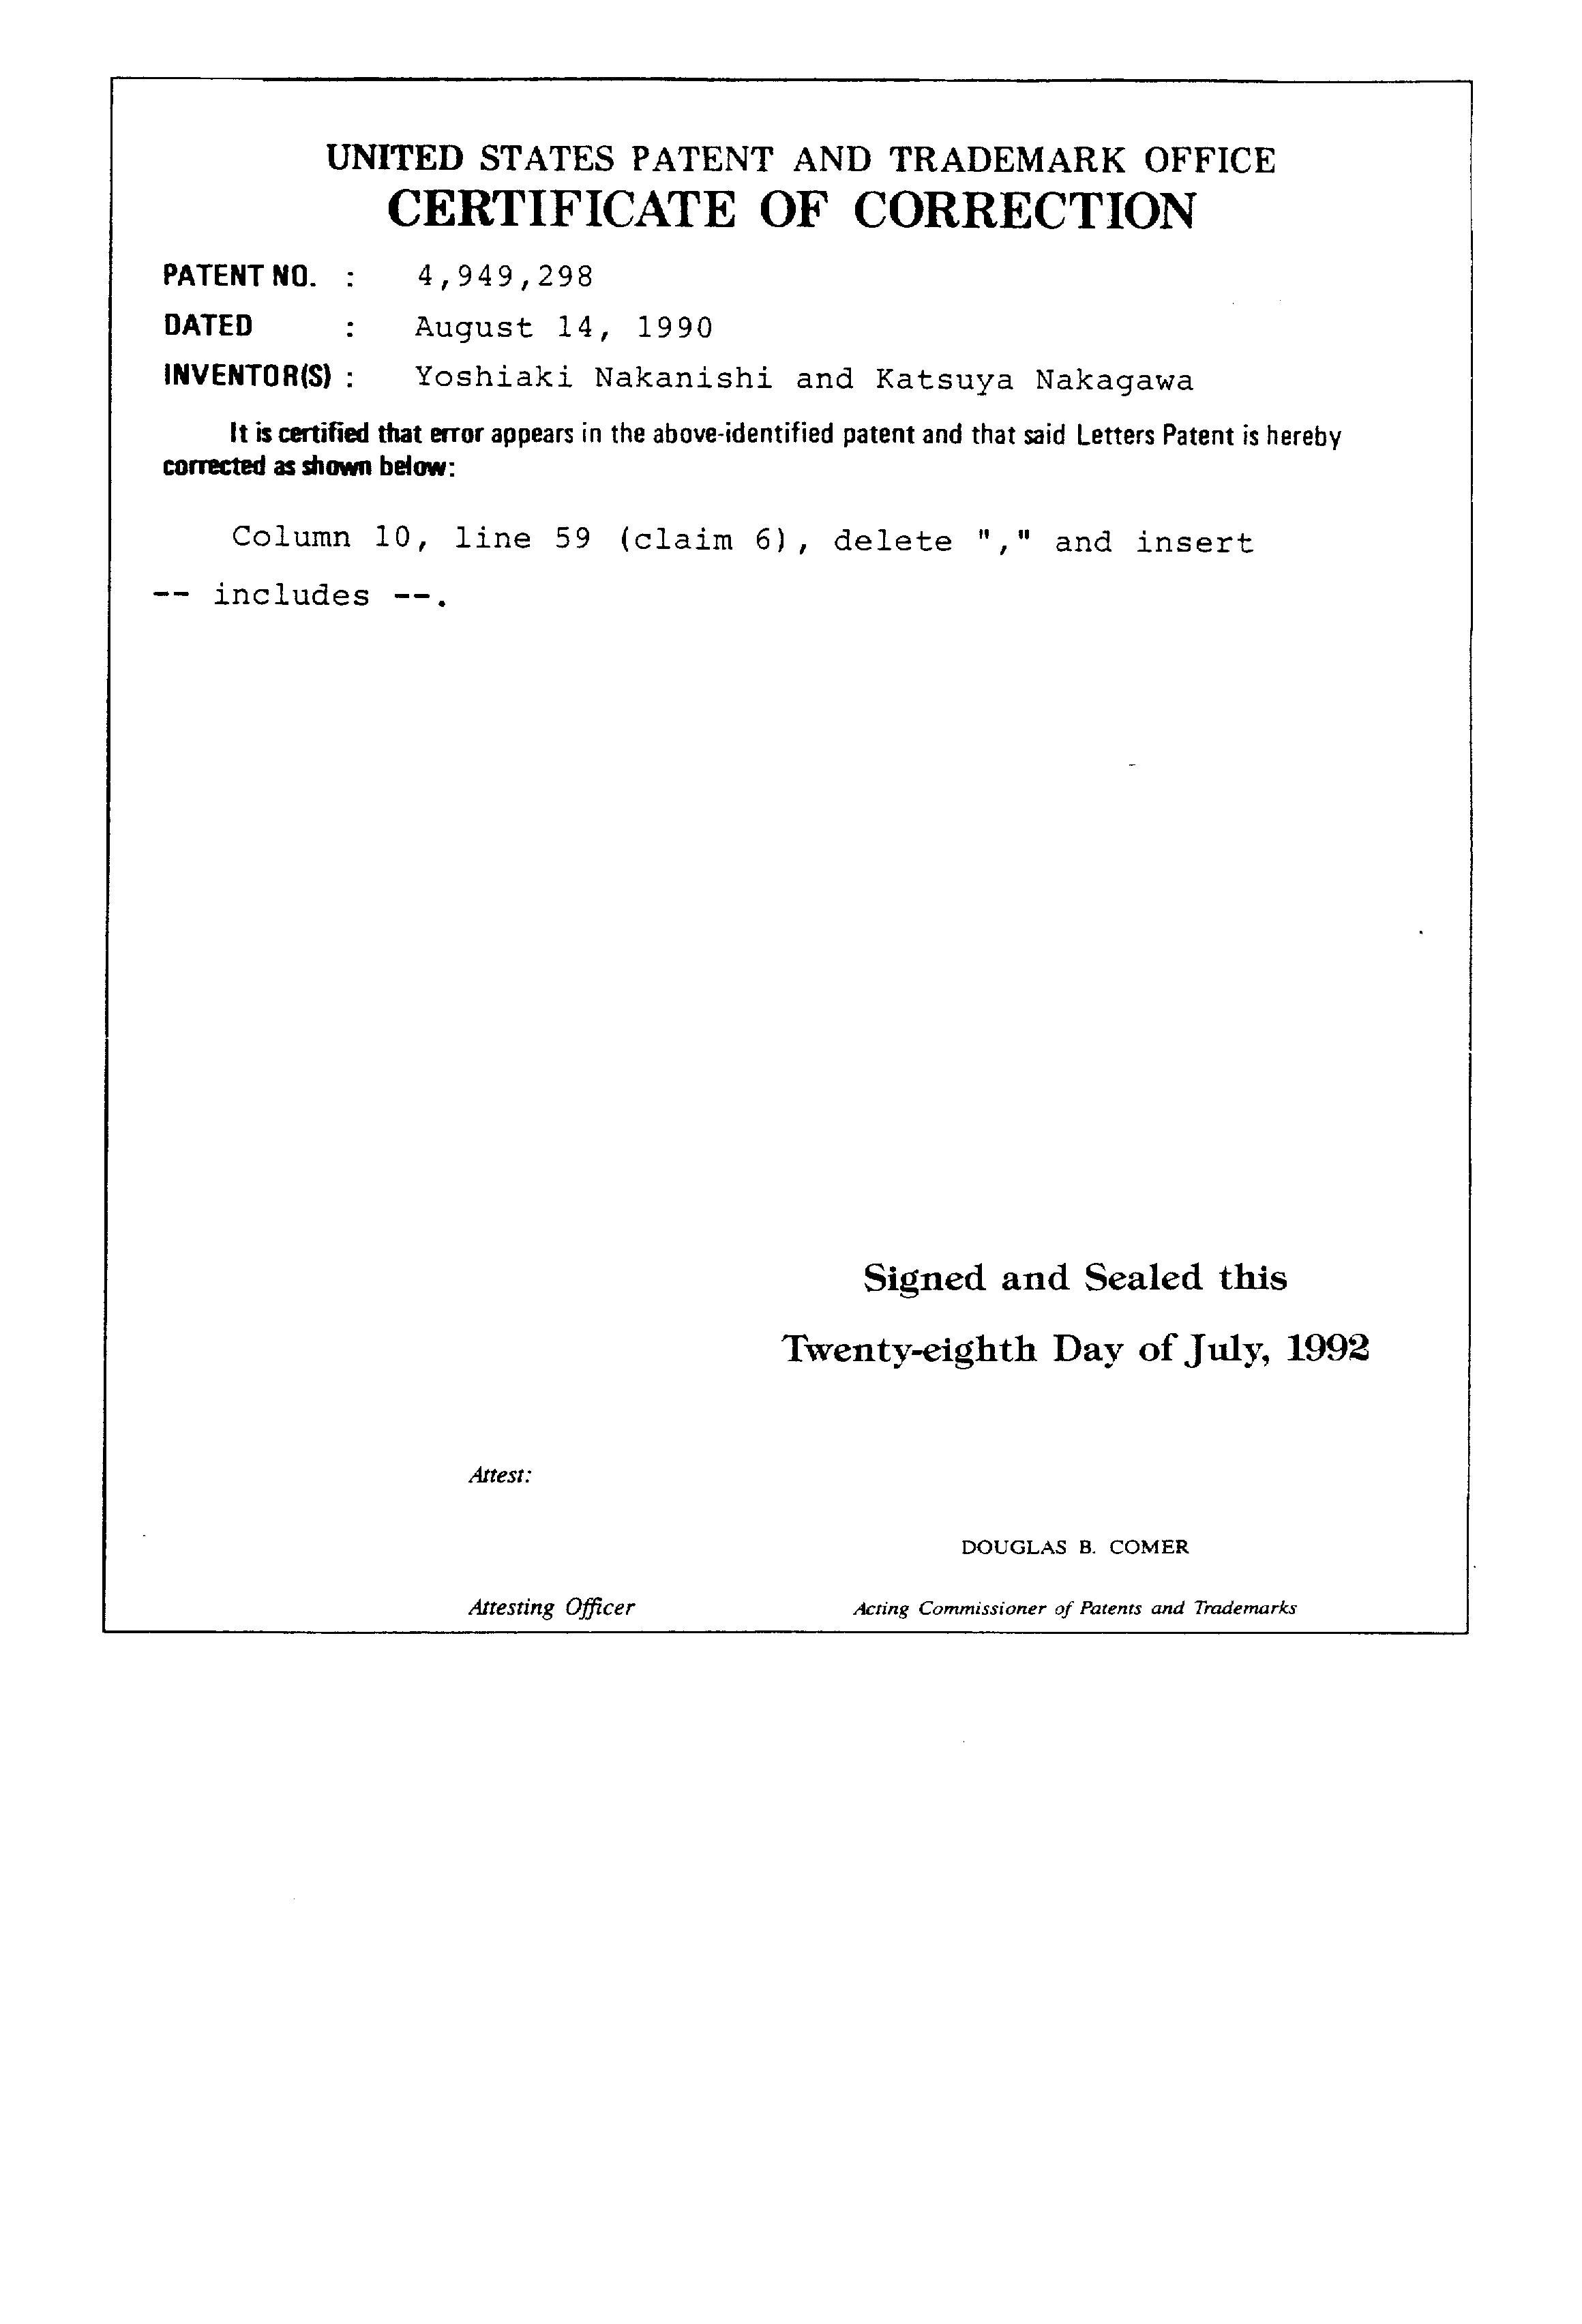 UNITED STATES PATENT AND TRADEMARK OFFICE
CERTIFICATE OF CORRECTION
PATENT NO. : 4,949,298
DATED : August 14, 1990
INVENTOR(S) : Yoshiaki Nakanishi and Katsuya Nakagawa
It is certified that error appears in the above-identified patent and that said Letters Patent is hereby
corrected as shown below:
Column 10, line 59 (claim 6), delete "," and insert
-- includes --.
Signed and Sealed this
Twenty-eighth Day of July, 1992
Attest:
DOUGLAS B. COMER
Attesting Officer
Acting Commissioner of Patents and Trademarks